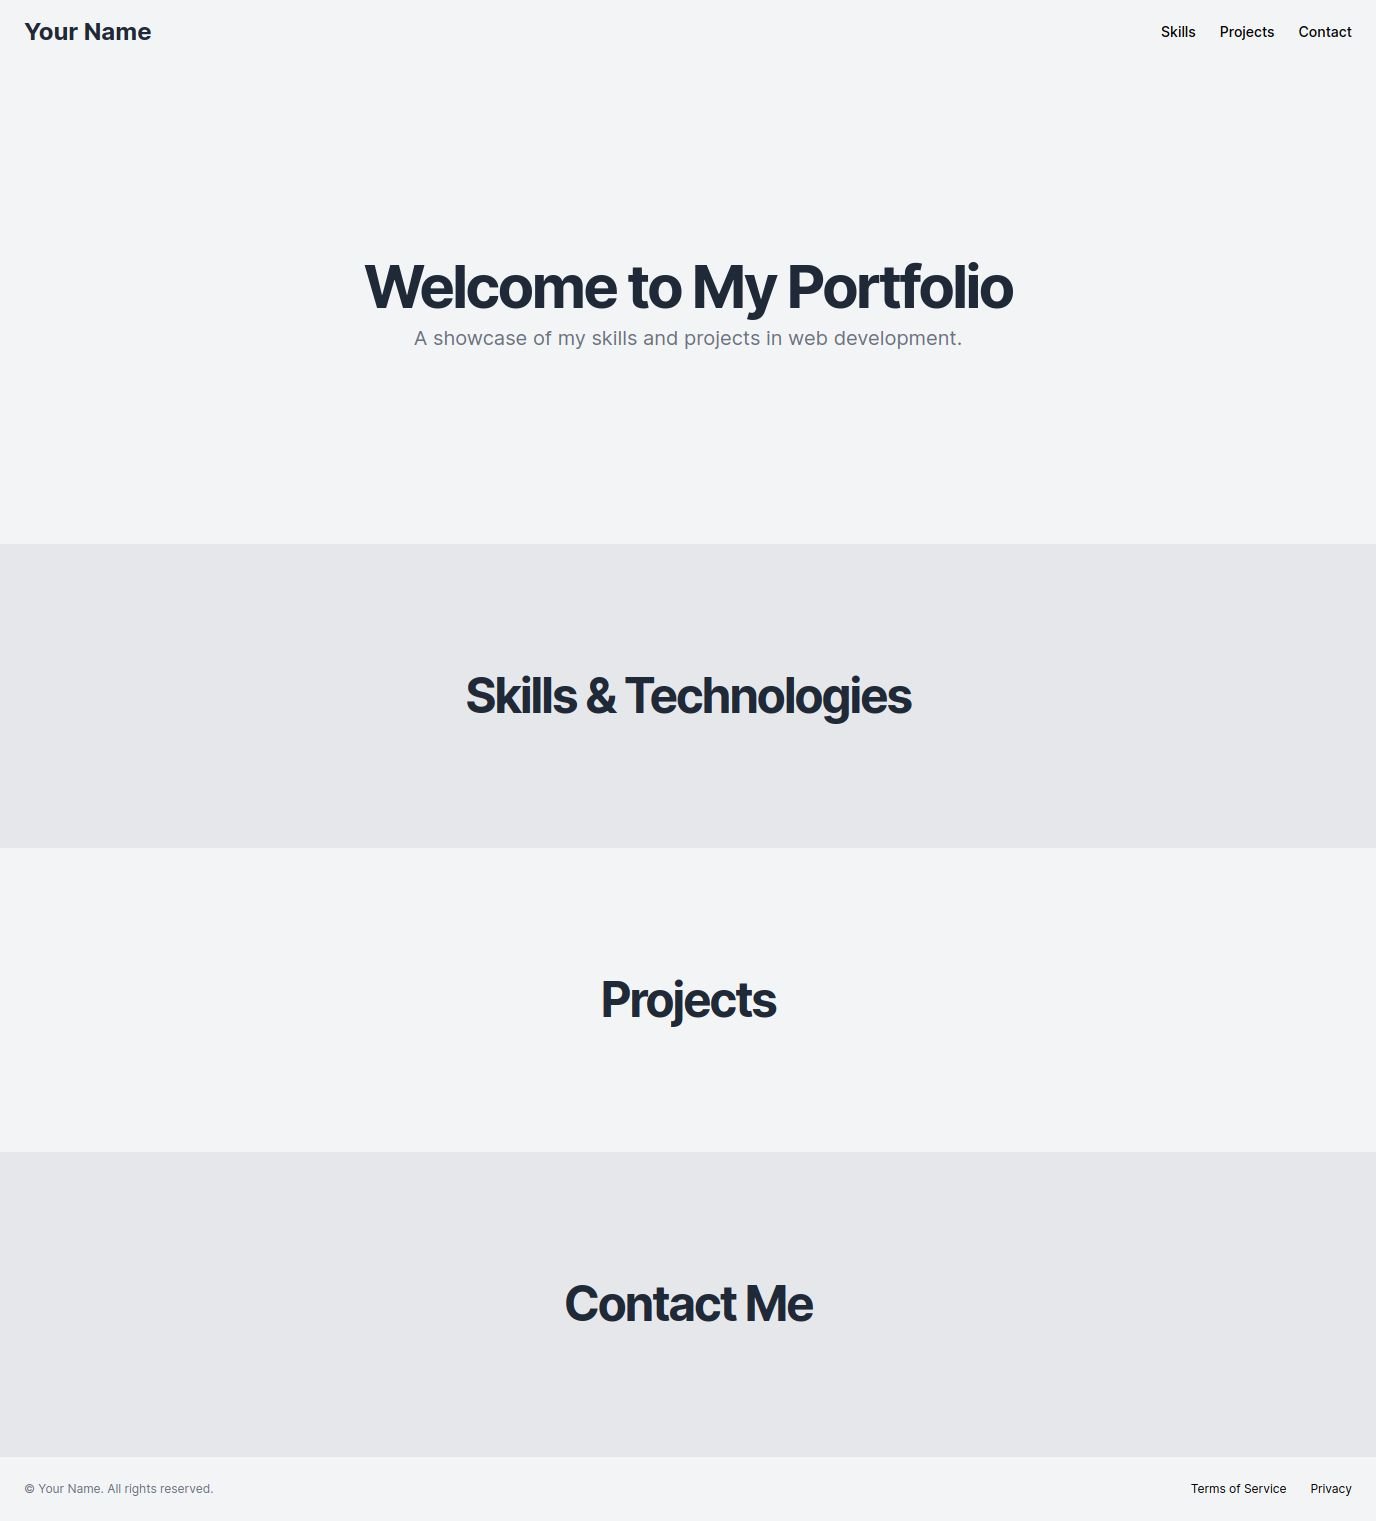 Your Name
Skills Projects Contact
Welcome to My Portfolio
A showcase of my skills and projects in web development.
Skills & Technologies
Projects
Contact Me
© Your Name. All rights reserved.
Terms of Service Privacy